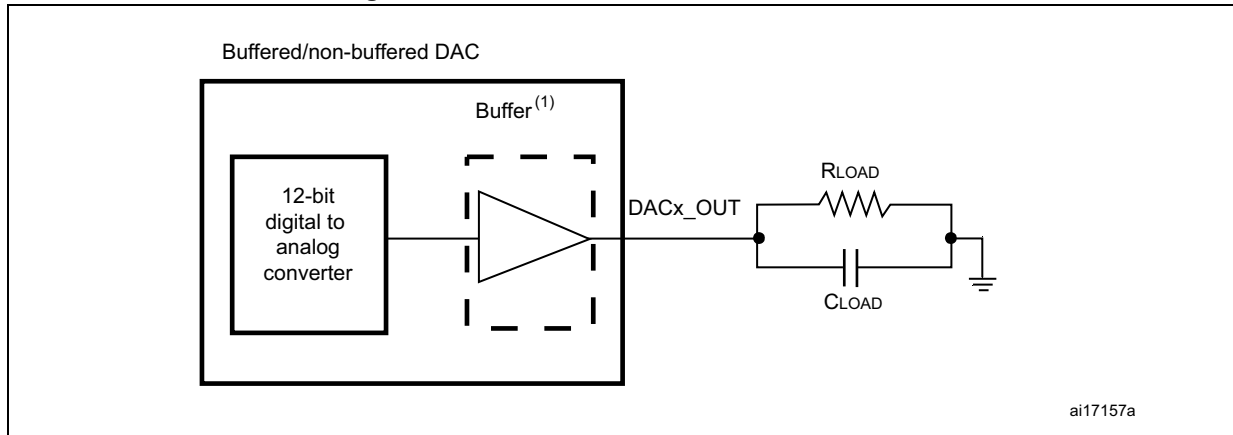 Buffered/non-buffered DAC
Buffer(1)
12-bit
digital to
analog
converter
DACx_OUT
RLOAD
CLOAD
ai17157a